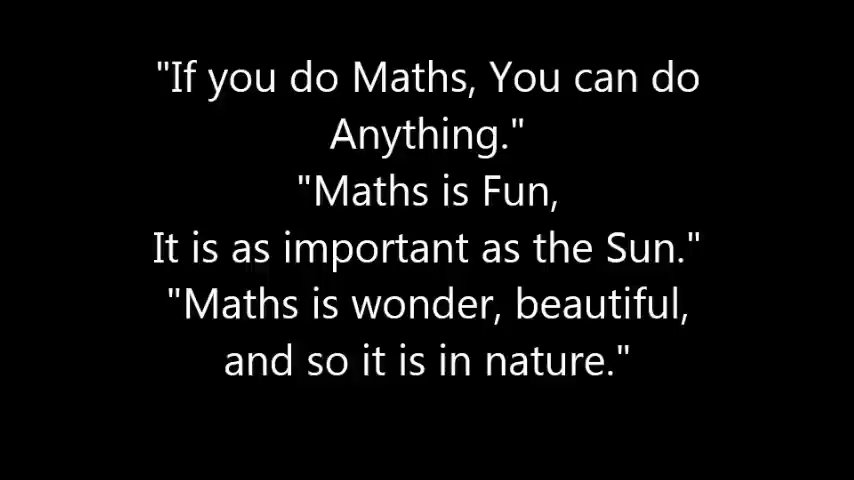 "If you do Maths, You can do
Anything."
"Maths is Fun,
It is as important as the Sun."
"Maths is wonder, beautiful,
and so it is in nature."